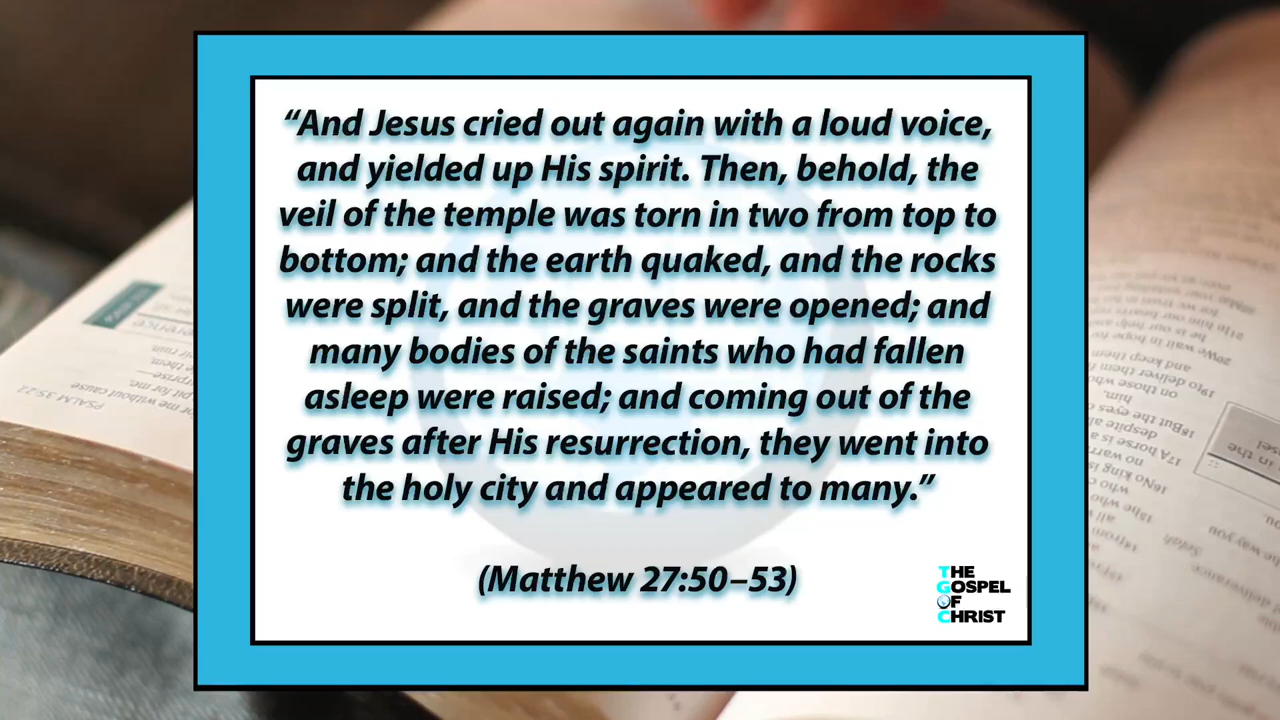 “And Jesus cried out again with a loud voice,
and yielded up His spirit. Then, behold, the
veil of the temple was torn in two from top to
bottom; and the earth quaked, and the rocks
were split, and the graves were opened; and
many bodies of the saints who had fallen
asleep were raised; and coming out of the
graves after His resurrection, they went into
the holy city and appeared to many.”
(Matthew 27:50–53)
THE
GOSPEL
OF
CHRIST
PSALM 35:22